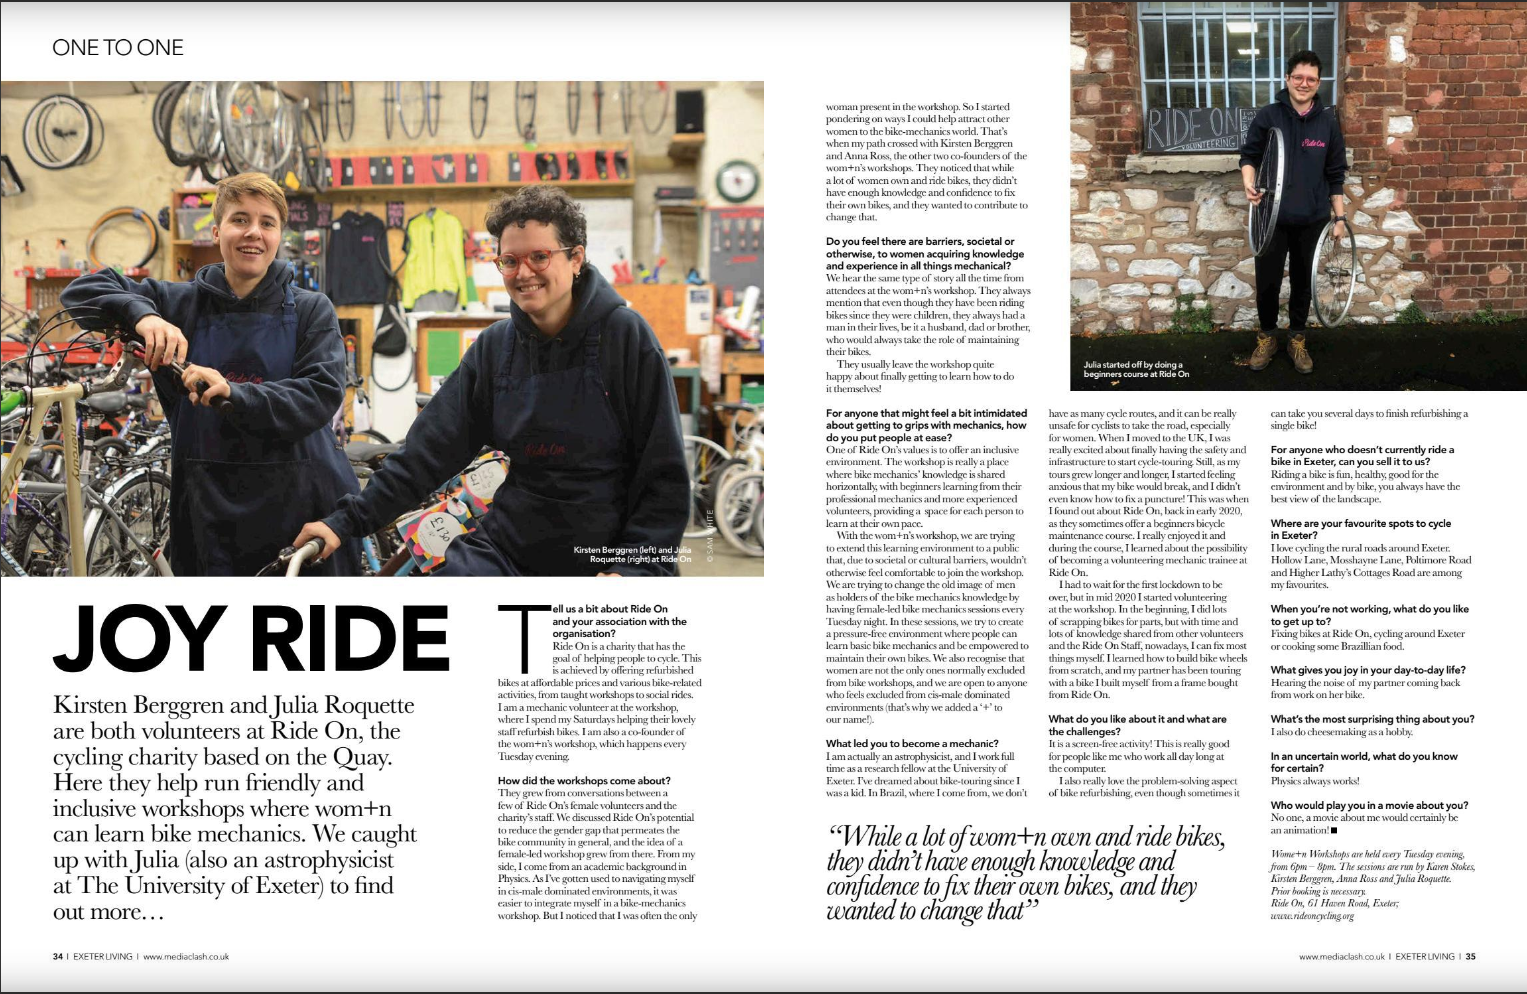 ONE TO ONE
Kirsten Berggren (left) and Julia
Roquette (right) at Ride On
© SAM WHITE
JOY RIDE
Kirsten Berggren and Julia Roquette
are both volunteers at Ride On, the
cycling charity based on the Quay.
Here they help run friendly and
inclusive workshops where wom+n
can learn bike mechanics. We caught
up with Julia (also an astrophysicist
at The University of Exeter) to find
out more…
Tell us a bit about Ride On
and your association with the
organisation?
Ride On is a charity that has the
goal of helping people to cycle. This
is achieved by offering refurbished
bikes at affordable prices and various bike-related
activities, from taught workshops to social rides.
I am a mechanic volunteer at the workshop,
where I spend my Saturdays helping their lovely
staff refurbish bikes. I am also a co-founder of
the wom+n's workshop, which happens every
Tuesday evening.
How did the workshops come about?
They grew from conversations between a
few of Ride On's female volunteers and the
charity's staff. We discussed Ride On's potential
to reduce the gender gap that permeates the
bike community in general, and the idea of a
female-led workshop grew from there. From my
side, I come from an academic background in
Physics. As I've gotten used to navigating myself
in cis-male dominated environments, it was
easier to integrate myself in a bike-mechanics
workshop. But I noticed that I was often the only
34 | EXETER LIVING | www.mediaclash.co.uk
woman present in the workshop. So I started
pondering on ways I could help attract other
women to the bike-mechanics world. That's
when my path crossed with Kirsten Berggren
and Anna Ross, the other two co-founders of the
wom+n's workshops. They noticed that while
a lot of women own and ride bikes, they didn't
have enough knowledge and confidence to fix
their own bikes, and they wanted to contribute to
change that.
Do you feel there are barriers, societal or
otherwise, to women acquiring knowledge
and experience in all things mechanical?
We hear the same type of story all the time from
attendees at the wom+n's workshop. They always
mention that even though they have been riding
bikes since they were children, they always had a
man in their lives, be it a husband, dad or brother,
who would always take the role of maintaining
their bikes.
They usually leave the workshop quite
happy about finally getting to learn how to do
it themselves!
For anyone that might feel a bit intimidated
about getting to grips with mechanics, how
do you put people at ease?
One of Ride On's values is to offer an inclusive
environment. The workshop is really a place
where bike mechanics' knowledge is shared
horizontally, with beginners learning from their
professional mechanics and more experienced
volunteers, providing a space for each person to
learn at their own pace.
With the wom+n's workshop, we are trying
to extend this learning environment to a public
that, due to societal or cultural barriers, wouldn't
otherwise feel comfortable to join the workshop.
We are trying to change the old image of men
as holders of the bike mechanics knowledge by
having female-led bike mechanics sessions every
Tuesday night. In these sessions, we try to create
a pressure-free environment where people can
learn basic bike mechanics and be empowered to
maintain their own bikes. We also recognise that
women are not the only ones normally excluded
from bike workshops, and we are open to anyone
who feels excluded from cis-male dominated
environments (that's why we added a '+' to
our name!).
What led you to become a mechanic?
I am actually an astrophysicist, and I work full
time as a research fellow at the University of
Exeter. I've dreamed about bike-touring since I
was a kid. In Brazil, where I come from, we don't
RIDE ON
VOLUNTEERING
Ride On
Julia started off by doing a
beginners course at Ride On
have as many cycle routes, and it can be really
unsafe for cyclists to take the road, especially
for women. When I moved to the UK, I was
really excited about finally having the safety and
infrastructure to start cycle-touring. Still, as my
tours grew longer and longer, I started feeling
anxious that my bike would break, and I didn't
even know how to fix a puncture! This was when
I found out about Ride On, back in early 2020,
as they sometimes offer a beginners bicycle
maintenance course. I really enjoyed it and
during the course, I learned about the possibility
of becoming a volunteering mechanic trainee at
Ride On.
I had to wait for the first lockdown to be
over, but in mid 2020 I started volunteering
at the workshop. In the beginning, I did lots
of scrapping bikes for parts, but with time and
lots of knowledge shared from other volunteers
and the Ride On Staff, nowadays, I can fix most
things myself. I learned how to build bike wheels
from scratch, and my partner has been touring
with a bike I built myself from a frame bought
from Ride On.
What do you like about it and what are
the challenges?
It is a screen-free activity! This is really good
for people like me who work all day long at
the computer.
I also really love the problem-solving aspect
of bike refurbishing, even though sometimes it
can take you several days to finish refurbishing a
single bike!
For anyone who doesn't currently ride a
bike in Exeter, can you sell it to us?
Riding a bike is fun, healthy, good for the
environment and by bike, you always have the
best view of the landscape.
Where are your favourite spots to cycle
in Exeter?
I love cycling the rural roads around Exeter.
Hollow Lane, Mosshayne Lane, Poltimore Road
and Higher Lathy's Cottages Road are among
my favourites.
When you're not working, what do you like
to get up to?
Fixing bikes at Ride On, cycling around Exeter
or cooking some Brazillian food.
What gives you joy in your day-to-day life?
Hearing the noise of my partner coming back
from work on her bike.
What's the most surprising thing about you?
I also do cheesemaking as a hobby.
In an uncertain world, what do you know
for certain?
Physics always works!
Who would play you in a movie about you?
No one, a movie about me would certainly be
an animation! ■
"While a lot of wom+n own and ride bikes,
they didn't have enough knowledge and
confidence to fix their own bikes, and they
wanted to change that"
Wome+n Workshops are held every Tuesday evening,
from 6pm – 8pm. The sessions are run by Karen Stokes,
Kirsten Berggren, Anna Ross and Julia Roquette.
Prior booking is necessary.
Ride On, 61 Haven Road, Exeter;
www.rideoncycling.org
www.mediaclash.co.uk | EXETER LIVING | 35